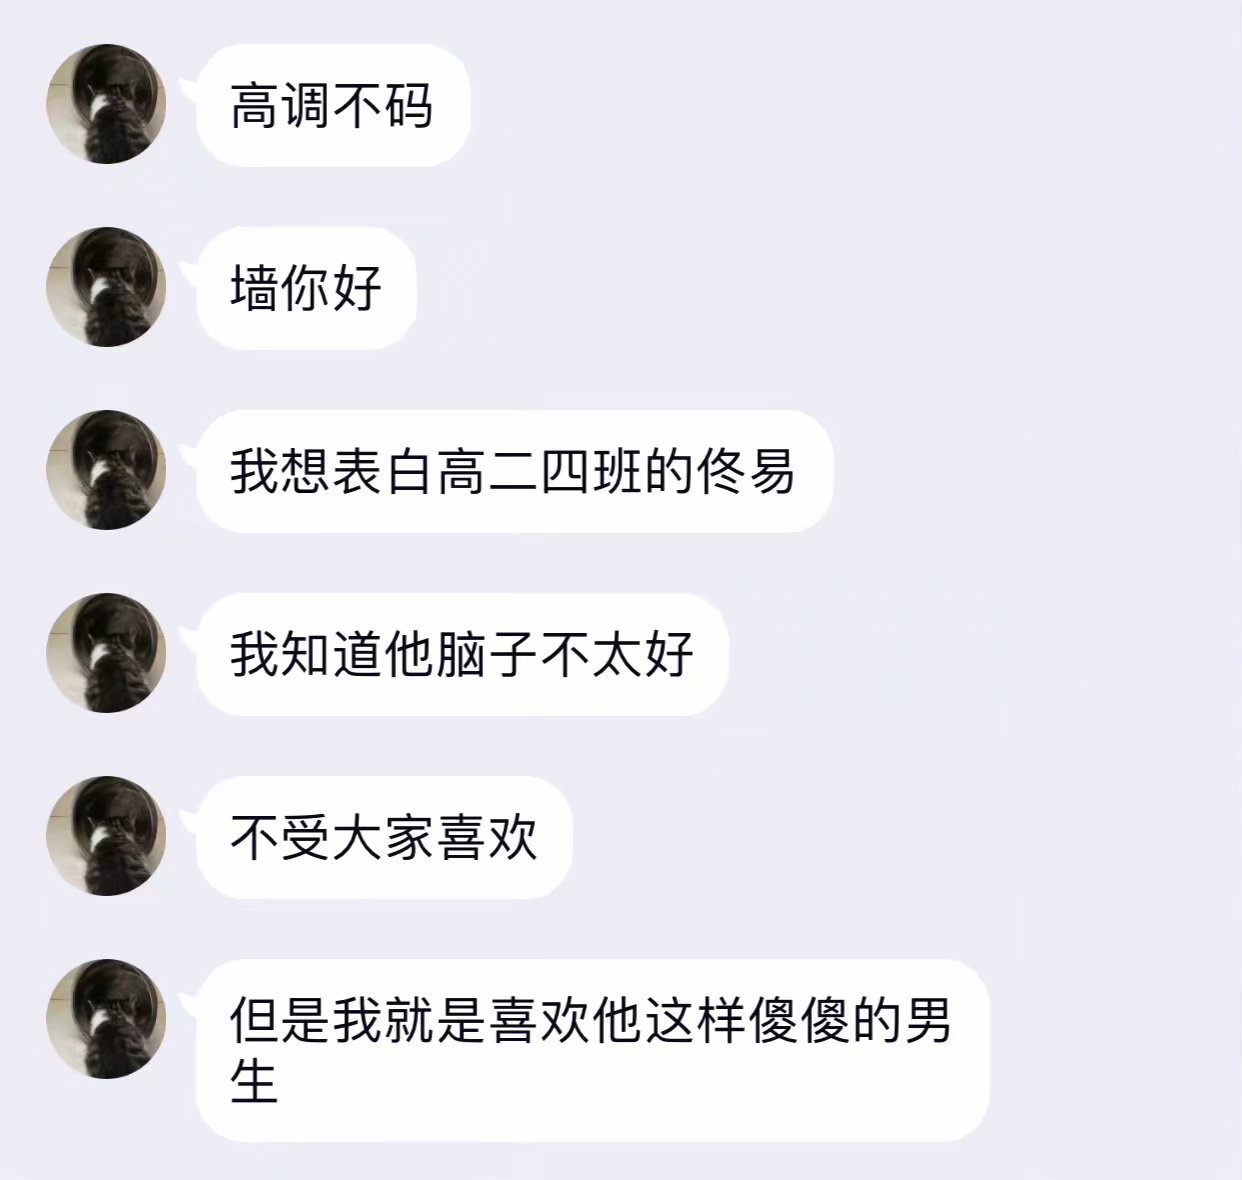 高调不码
墙你好
我想表白高二四班的佟易
我知道他脑子不太好
不受大家喜欢
但是我就是喜欢他这样傻傻的男
生